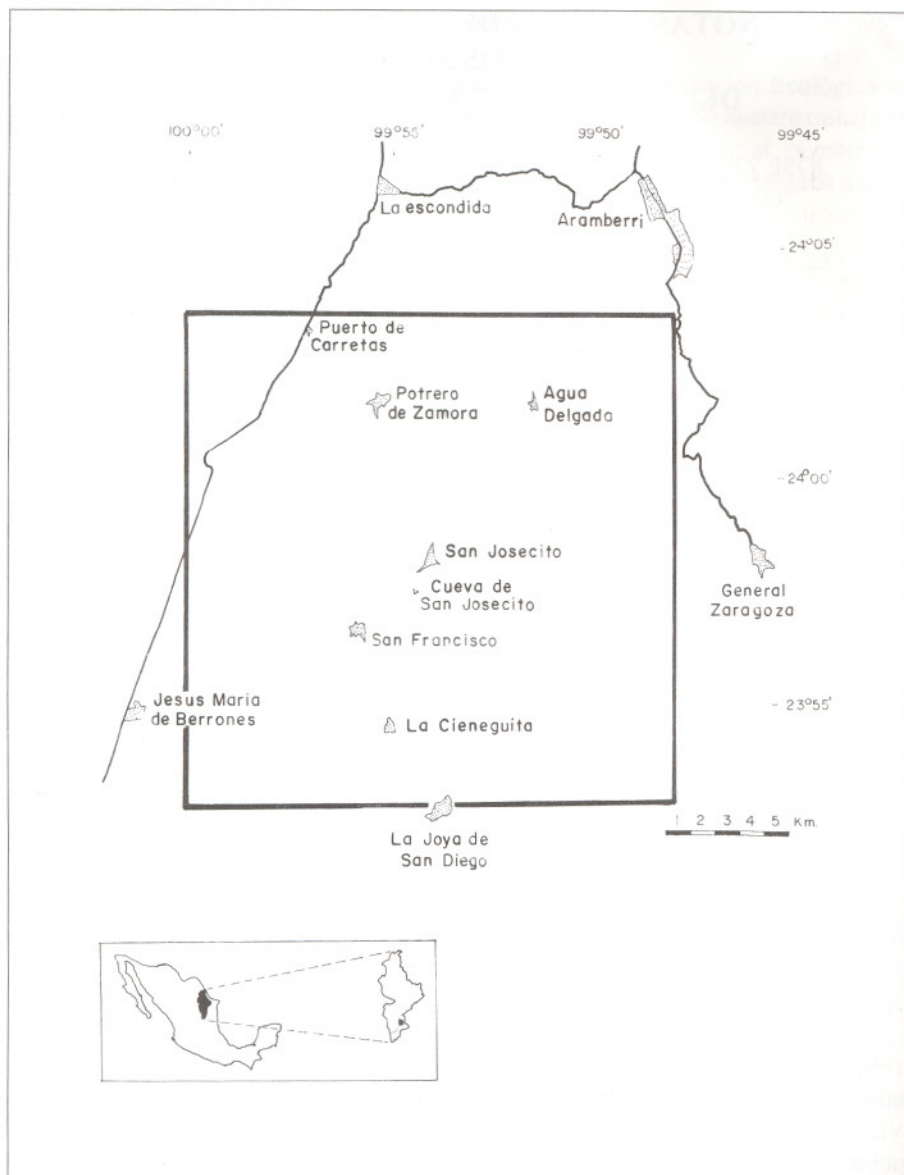 NOTAS
100°00'
99°55'
99°50'
99°45'
La escondida
Aramberri
- 24°05'
Puerto de
Carretas
Potrero
de Zamora
Agua
Delgada
- 24°00'
San Josecito
Cueva de
San Josecito
General
Zaragoza
San Francisco
Jesus Maria
de Berrones
- 23°55'
La Cieneguita
1 2 3 4 5 Km.
La Joya de
San Diego